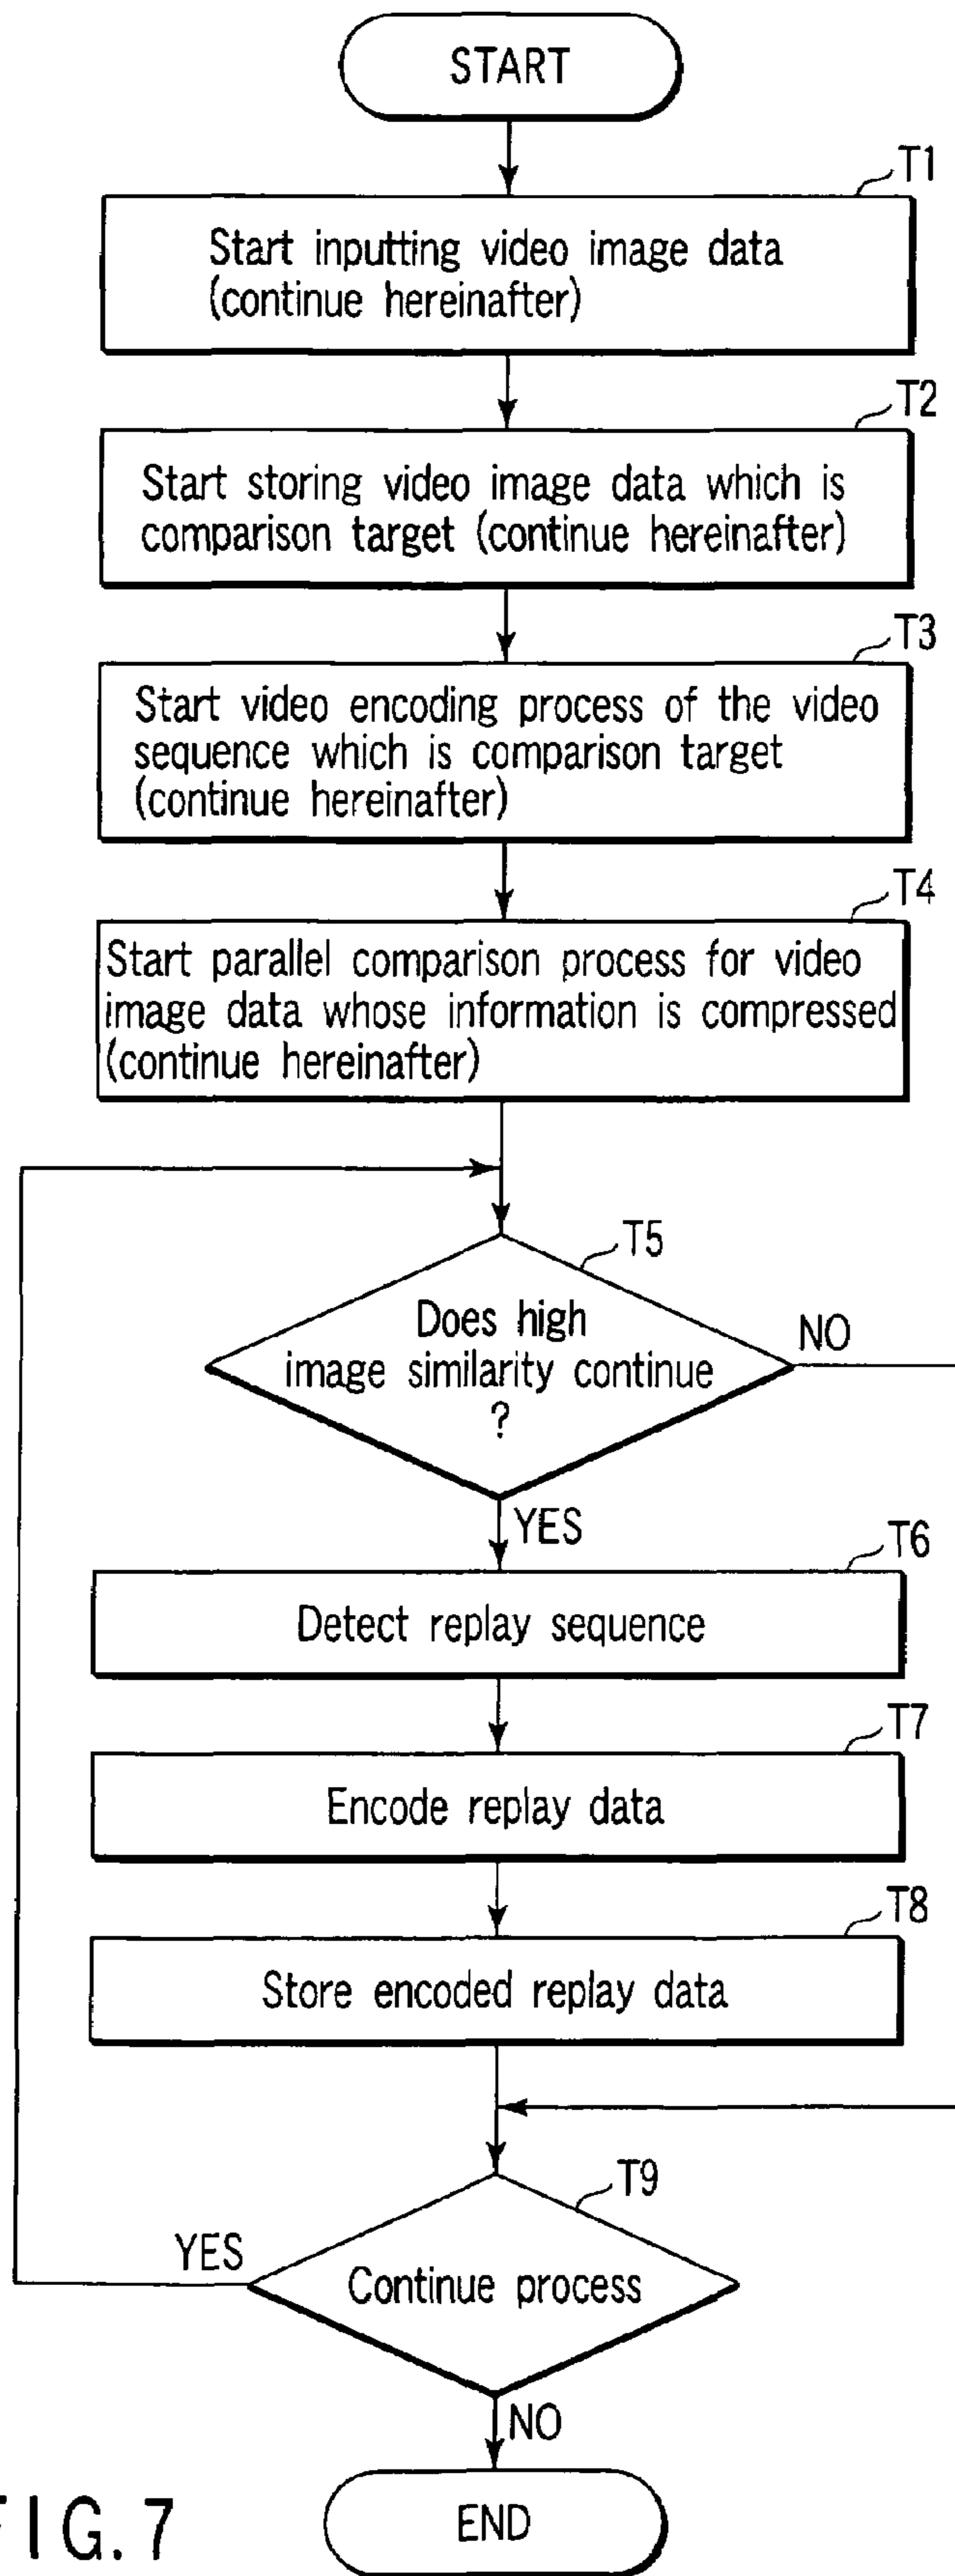 START
T1
Start inputting video image data
(continue hereinafter)
T2
Start storing video image data which is
comparison target (continue hereinafter)
T3
Start video encoding process of the video
sequence which is comparison target
(continue hereinafter)
T4
Start parallel comparison process for video
image data whose information is compressed
(continue hereinafter)
T5
Does high
image similarity continue
?
NO
YES
T6
Detect replay sequence
T7
Encode replay data
T8
Store encoded replay data
T9
YES
Continue process
NO
END
FIG. 7